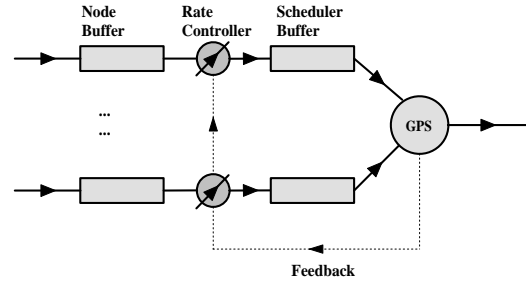 Node
Buffer
Rate
Controller
Scheduler
Buffer
...
...
GPS
Feedback